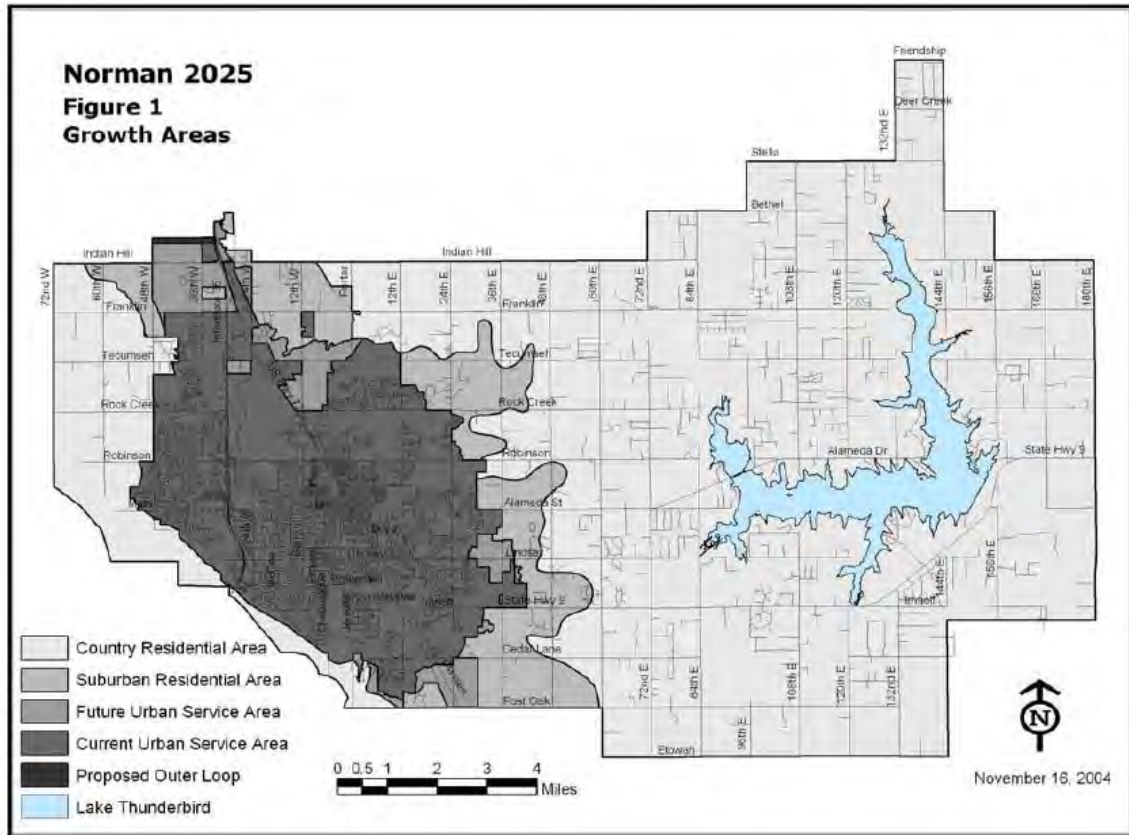 Norman 2025
Figure 1
Growth Areas
Friendship
Deer Creek
132nd E
Stella
Bethel
Indian Hill
Indian Hill
72nd W
60th W
48th W
36th W
12th W
Porter
12th E
24th E
36th E
48th E
60th E
72nd E
84th E
108th E
120th E
144th E
156th E
168th E
180th E
Franklin
Franklin
Tecumseh
Tecumseh
Rock Creek
Rock Creek
Robinson
Robinson
Alameda Dr
State Hwy 9
Alameda St
Lindsey
State Hwy 9
156th E
144th E
Cedar Lane
72nd E
84th E
96th E
108th E
120th E
132nd E
Post Oak
Etowah
Country Residential Area
Suburban Residential Area
Future Urban Service Area
Current Urban Service Area
Proposed Outer Loop
Lake Thunderbird
0 0.5 1 2 3 4
Miles
N
November 16, 2004